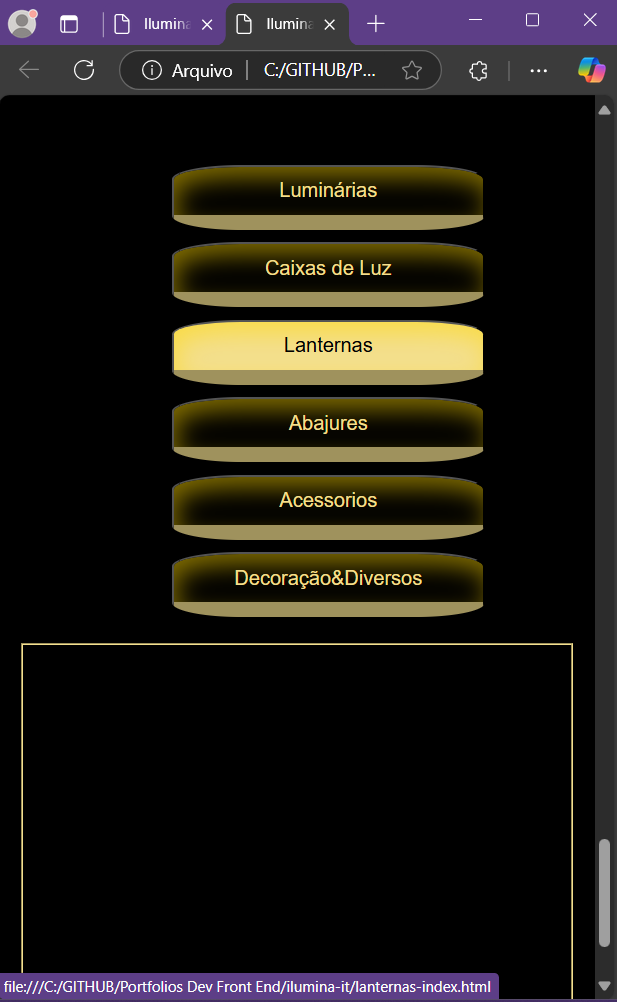 Ilumina
Ilumina
Arquivo
C:/GITHUB/P...
Luminárias
Caixas de Luz
Lanternas
Abajures
Acessorios
Decoração&Diversos
file:///C:/GITHUB/Portfolios Dev Front End/ilumina-it/lanternas-index.html